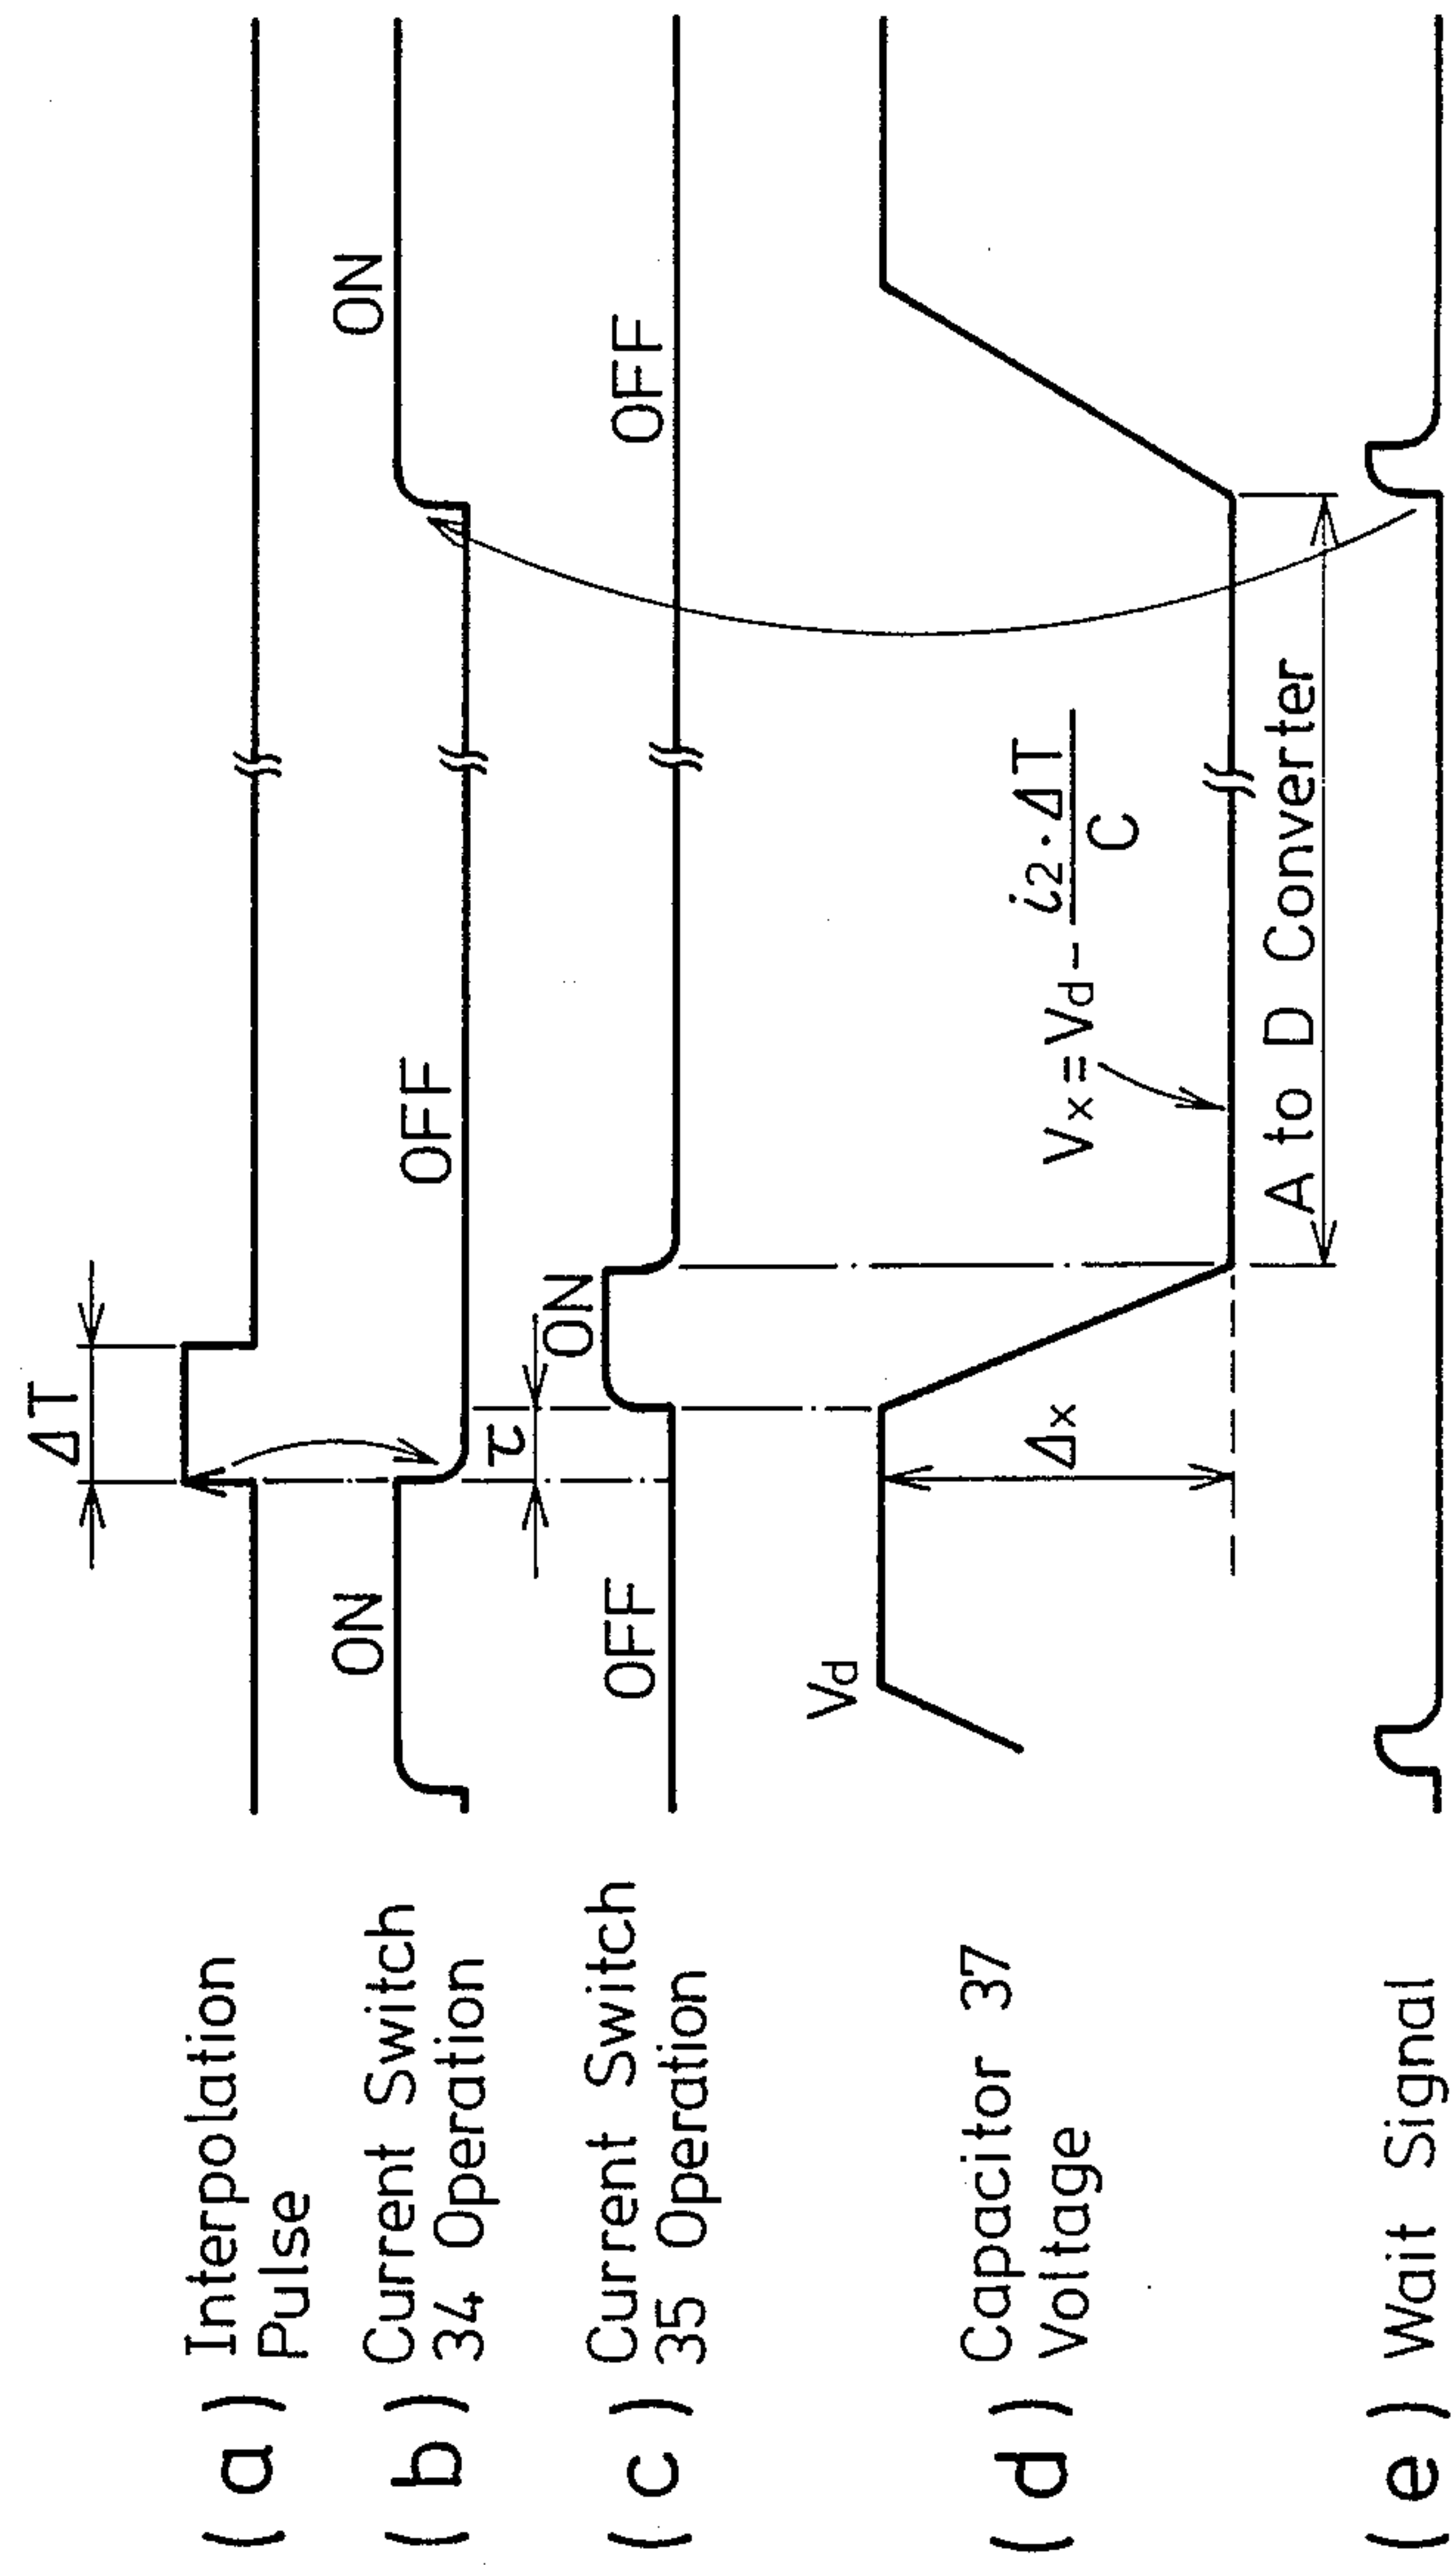 ΔT
( a ) Interpolation
Pulse
( b ) Current Switch
34 Operation
ON
OFF
ON
τ
( c ) Current Switch
35 Operation
OFF
ON
OFF
( d ) Capacitor 37
Voltage
Vd
Δx
Vx = Vd - i2·ΔT / C
A to D Converter
( e ) Wait Signal